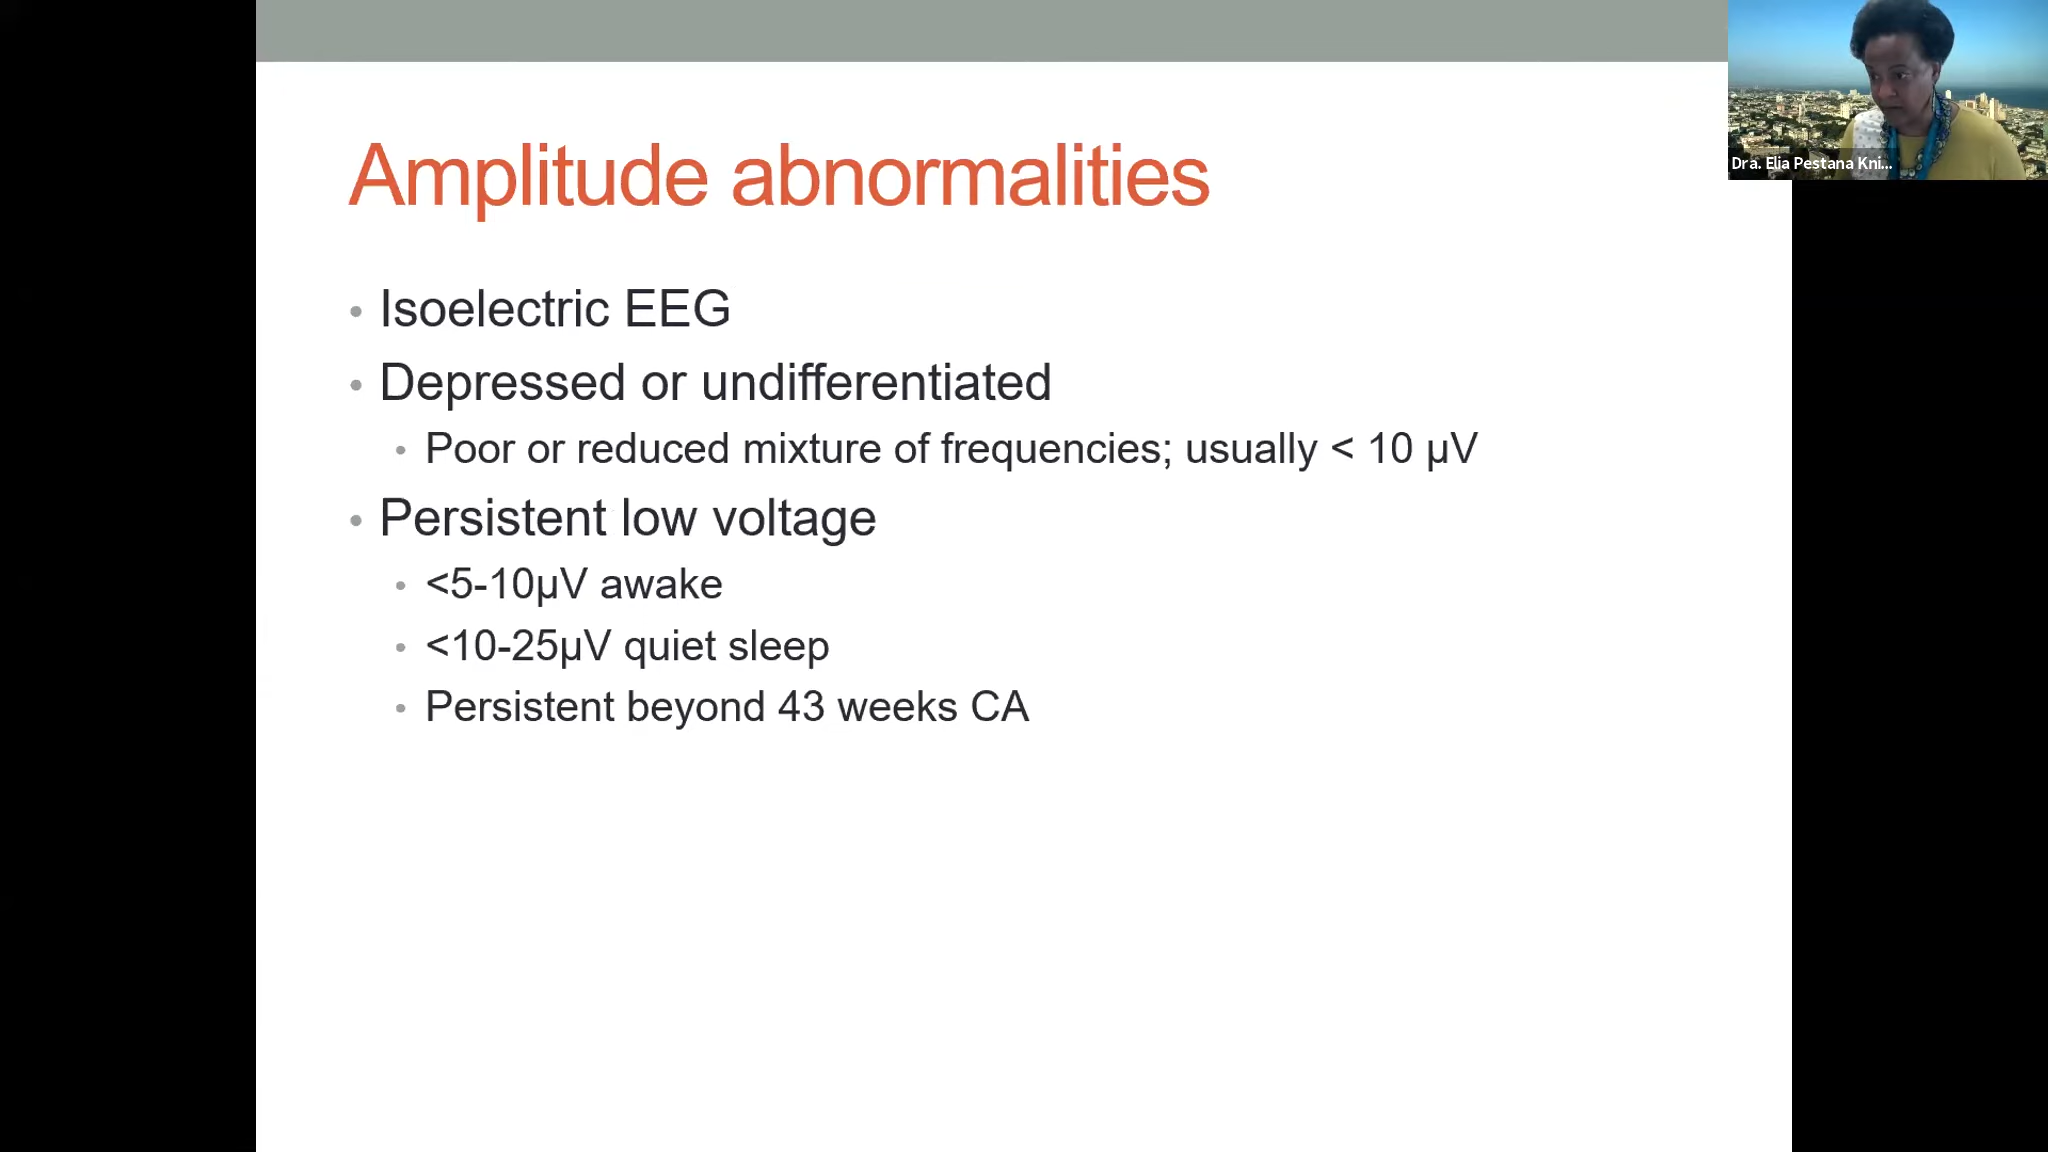 Dra. Elia Pestana Kni...
Amplitude abnormalities
• Isoelectric EEG
• Depressed or undifferentiated
• Poor or reduced mixture of frequencies; usually < 10 µV
• Persistent low voltage
• <5-10µV awake
• <10-25µV quiet sleep
• Persistent beyond 43 weeks CA